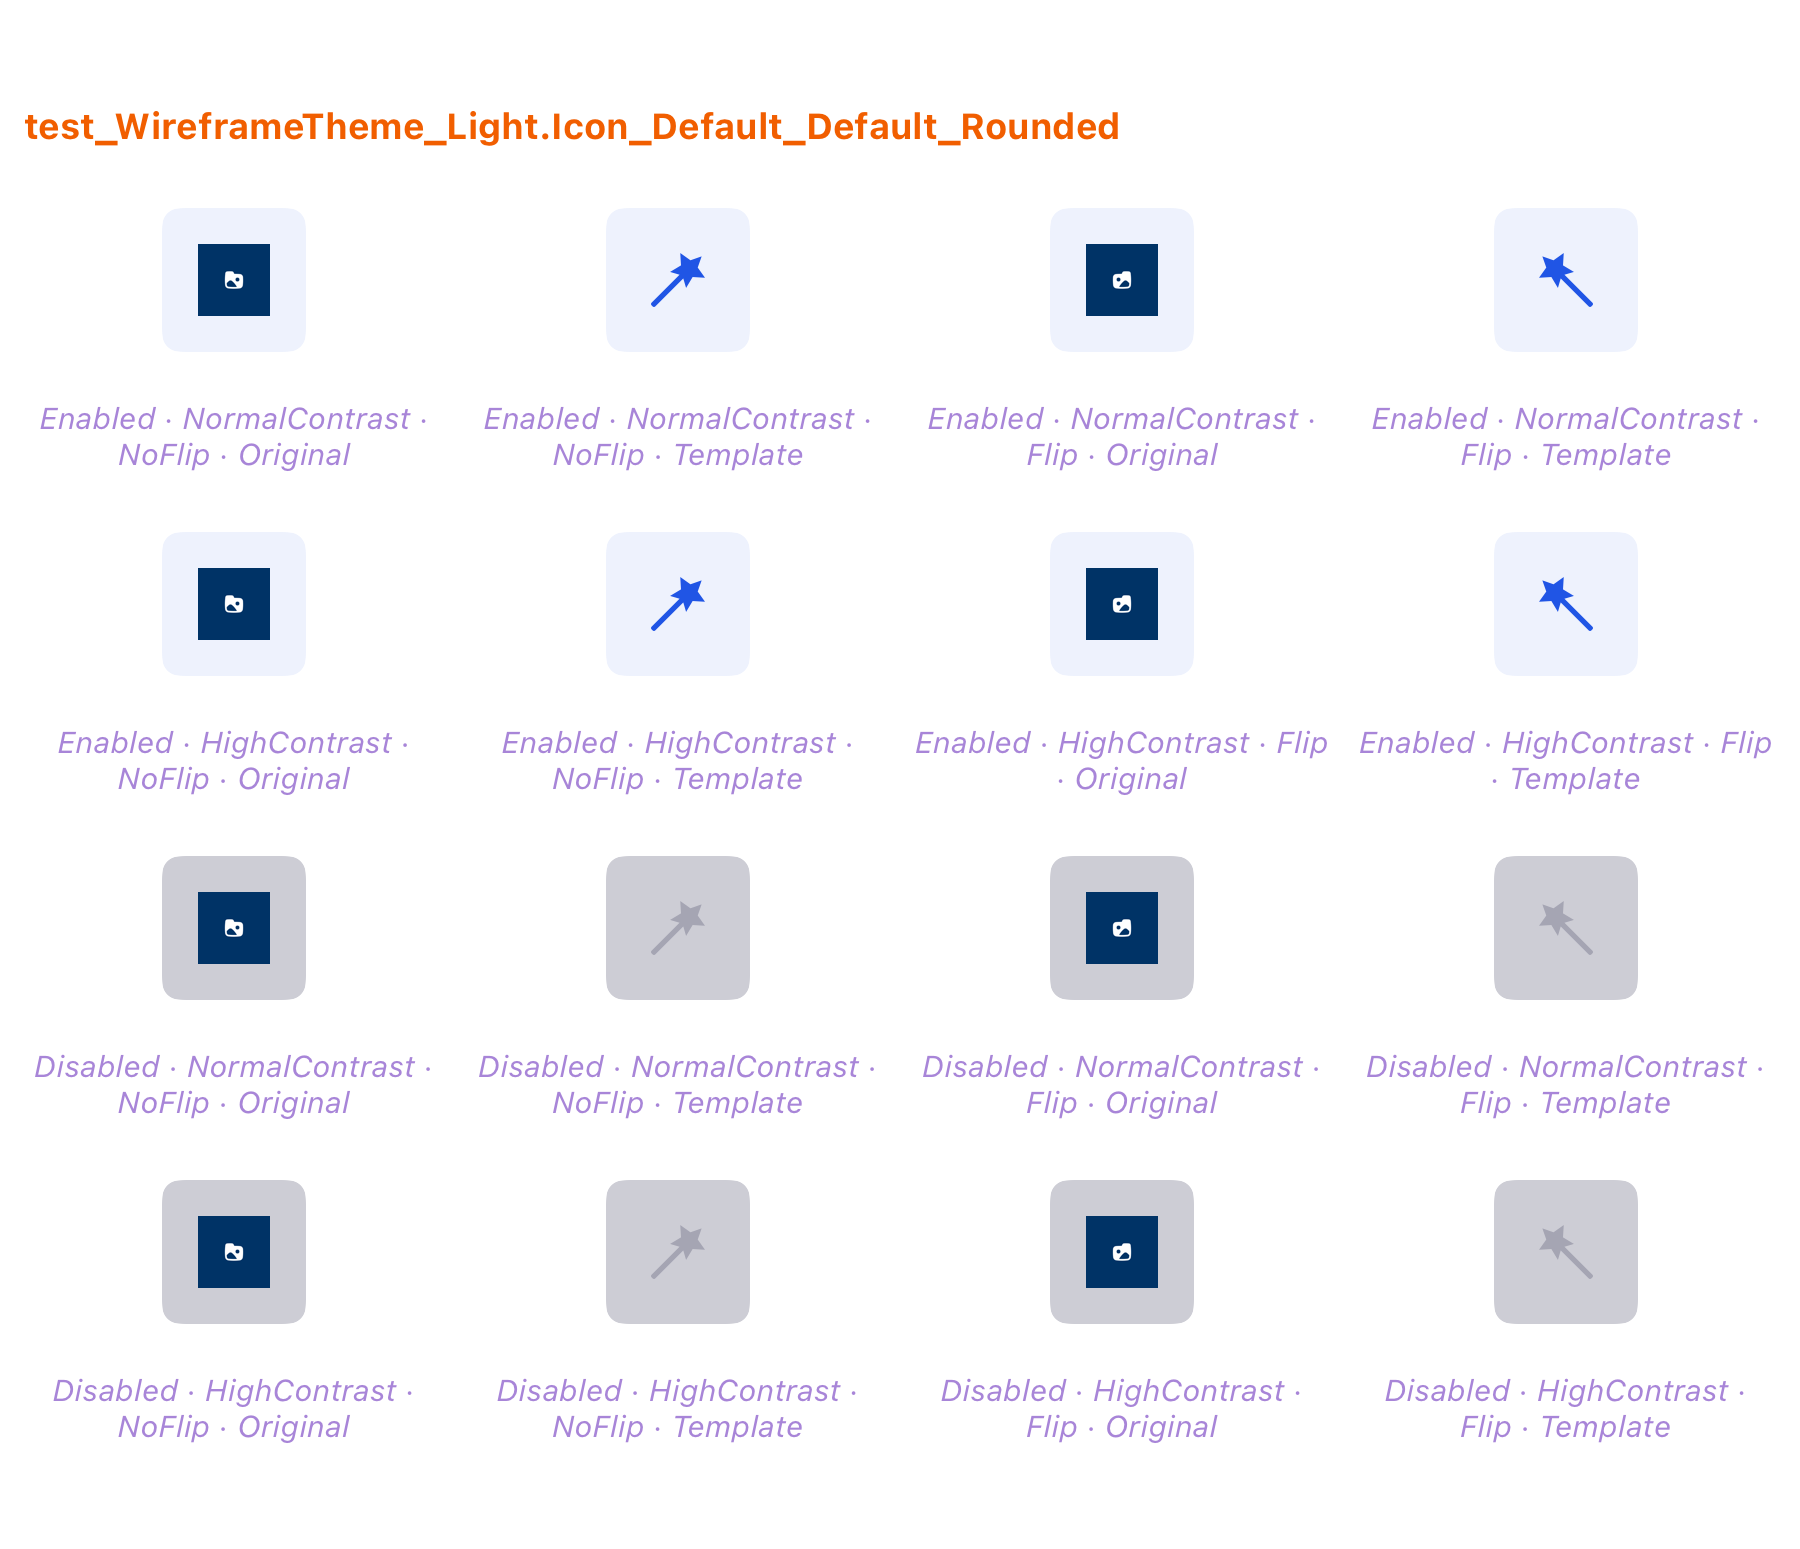 test_WireframeTheme_Light.Icon_Default_Default_Rounded
Enabled · NormalContrast ·
NoFlip · Original
Enabled · NormalContrast ·
NoFlip · Template
Enabled · NormalContrast ·
Flip · Original
Enabled · NormalContrast ·
Flip · Template
Enabled · HighContrast ·
NoFlip · Original
Enabled · HighContrast ·
NoFlip · Template
Enabled · HighContrast · Flip
· Original
Enabled · HighContrast · Flip
· Template
Disabled · NormalContrast ·
NoFlip · Original
Disabled · NormalContrast ·
NoFlip · Template
Disabled · NormalContrast ·
Flip · Original
Disabled · NormalContrast ·
Flip · Template
Disabled · HighContrast ·
NoFlip · Original
Disabled · HighContrast ·
NoFlip · Template
Disabled · HighContrast ·
Flip · Original
Disabled · HighContrast ·
Flip · Template